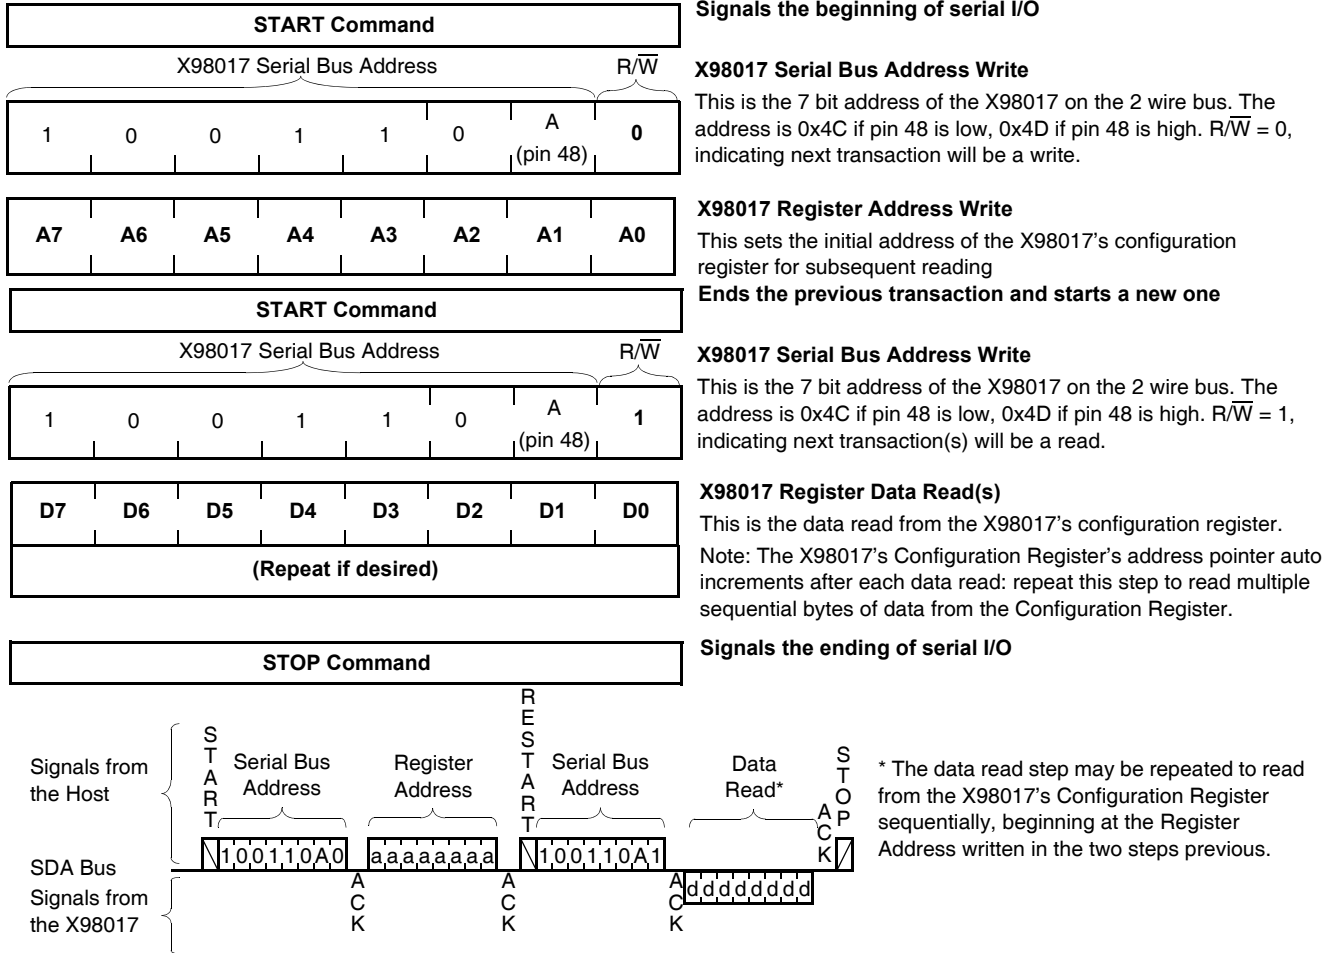 START Command
Signals the beginning of serial I/O
X98017 Serial Bus Address R/W̅
1 0 0 1 1 0 A (pin 48) 0
X98017 Serial Bus Address Write
This is the 7 bit address of the X98017 on the 2 wire bus. The
address is 0x4C if pin 48 is low, 0x4D if pin 48 is high. R/W̅ = 0,
indicating next transaction will be a write.
A7 A6 A5 A4 A3 A2 A1 A0
X98017 Register Address Write
This sets the initial address of the X98017's configuration
register for subsequent reading
START Command
Ends the previous transaction and starts a new one
X98017 Serial Bus Address R/W̅
1 0 0 1 1 0 A (pin 48) 1
X98017 Serial Bus Address Write
This is the 7 bit address of the X98017 on the 2 wire bus. The
address is 0x4C if pin 48 is low, 0x4D if pin 48 is high. R/W̅ = 1,
indicating next transaction(s) will be a read.
D7 D6 D5 D4 D3 D2 D1 D0
(Repeat if desired)
X98017 Register Data Read(s)
This is the data read from the X98017's configuration register.
Note: The X98017's Configuration Register's address pointer auto
increments after each data read: repeat this step to read multiple
sequential bytes of data from the Configuration Register.
STOP Command
Signals the ending of serial I/O
Signals from
the Host
START
Serial Bus
Address
Register
Address
RESTART
Serial Bus
Address
Data
Read*
ACK
STOP
SDA Bus
1 0 0 1 1 0 A 0
a a a a a a a a
1 0 0 1 1 0 A 1
Signals from
the X98017
ACK
ACK
ACK
d d d d d d d d
* The data read step may be repeated to read
from the X98017's Configuration Register
sequentially, beginning at the Register
Address written in the two steps previous.